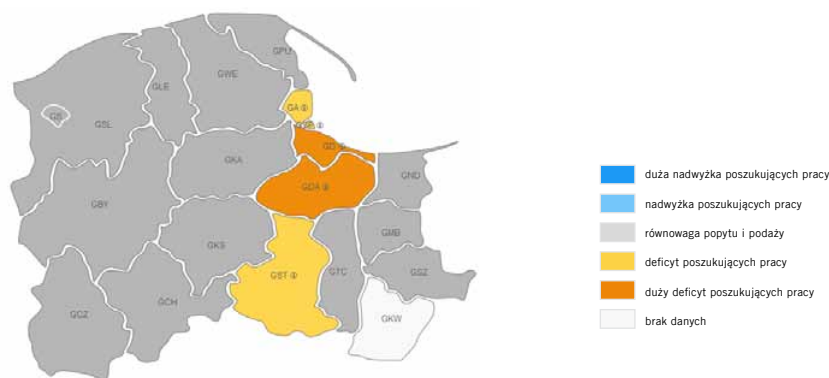 GPU
GWE
GŁE
GA
GS
GSL
GD
GKA
GDA
GND
GBY
GMB
GKS
GST
GTC
GSZ
GCH
GCZ
GKW
duża nadwyżka poszukujących pracy
nadwyżka poszukujących pracy
równowaga popytu i podaży
deficyt poszukujących pracy
duży deficyt poszukujących pracy
brak danych